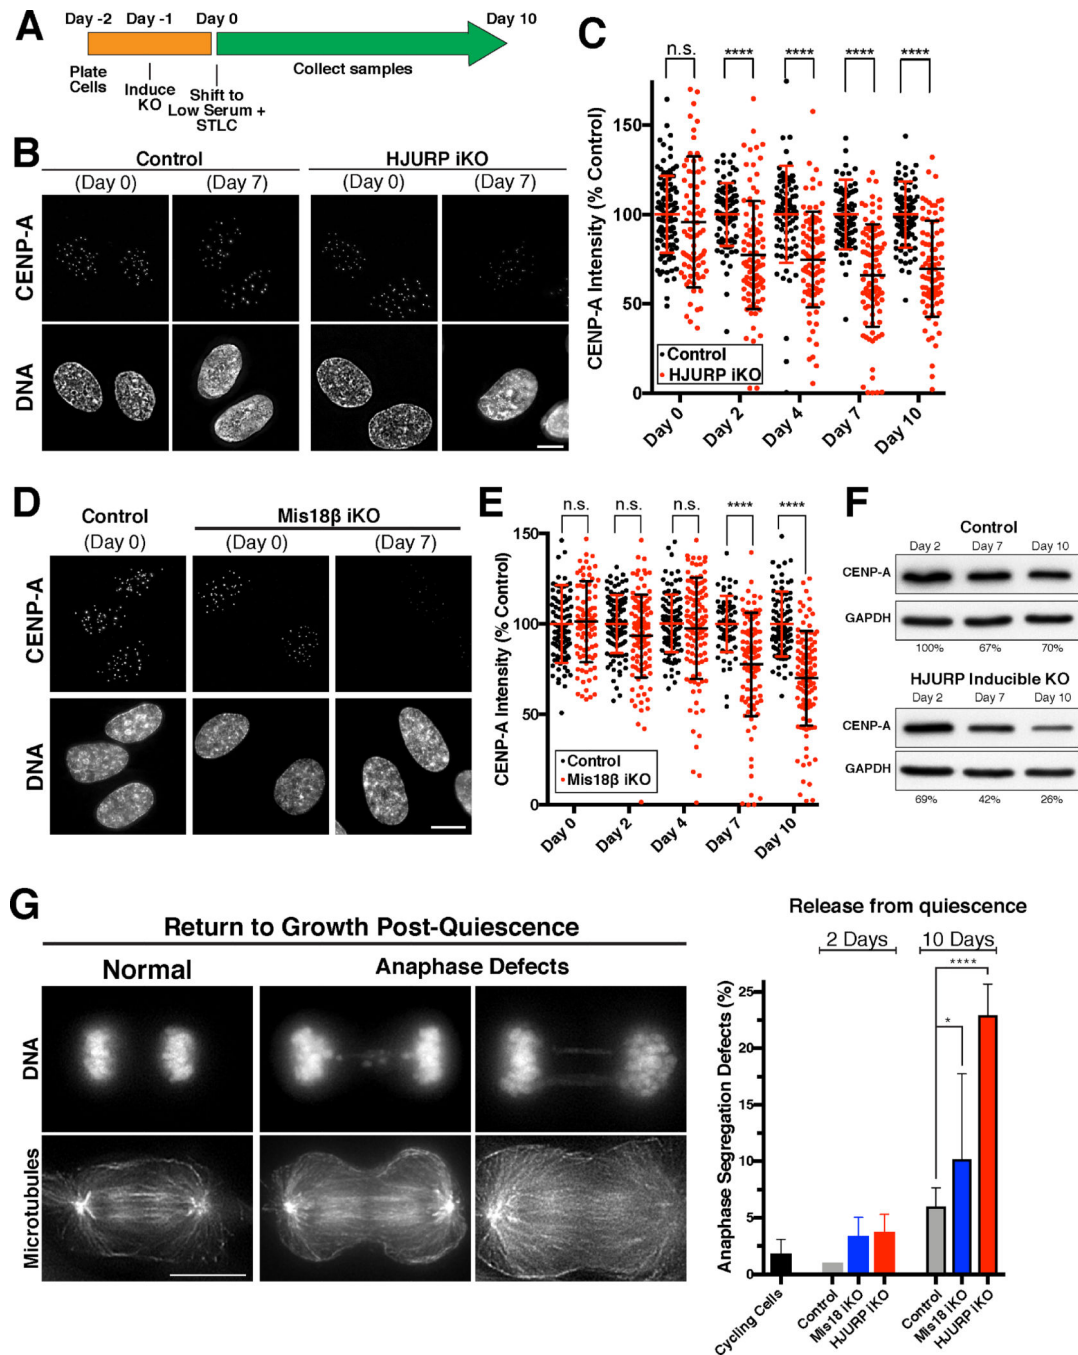 A
Day -2 Day -1 Day 0 Day 10
Collect samples
Plate
Cells
Induce
KO
Shift to
Low Serum +
STLC
B
Control HJURP iKO
(Day 0) (Day 7) (Day 0) (Day 7)
CENP-A
DNA
C
n.s. **** **** **** ****
CENP-A Intensity (% Control)
150
100
50
0
Control
HJURP iKO
Day 0 Day 2 Day 4 Day 7 Day 10
D
Control Mis18β iKO
(Day 0) (Day 0) (Day 7)
CENP-A
DNA
E
n.s. n.s. n.s. **** ****
CENP-A Intensity (% Control)
150
100
50
0
Control
Mis18β iKO
Day 0 Day 2 Day 4 Day 7 Day 10
F
Control
Day 2 Day 7 Day 10
CENP-A
GAPDH
100% 67% 70%
HJURP Inducible KO
Day 2 Day 7 Day 10
CENP-A
GAPDH
69% 42% 26%
G
Return to Growth Post-Quiescence
Normal Anaphase Defects
DNA
Microtubules
Release from quiescence
2 Days 10 Days
****
*
Anaphase Segregation Defects (%)
25
20
15
10
5
0
Cycling Cells Control Mis18 iKO HJURP iKO Control Mis18 iKO HJURP iKO